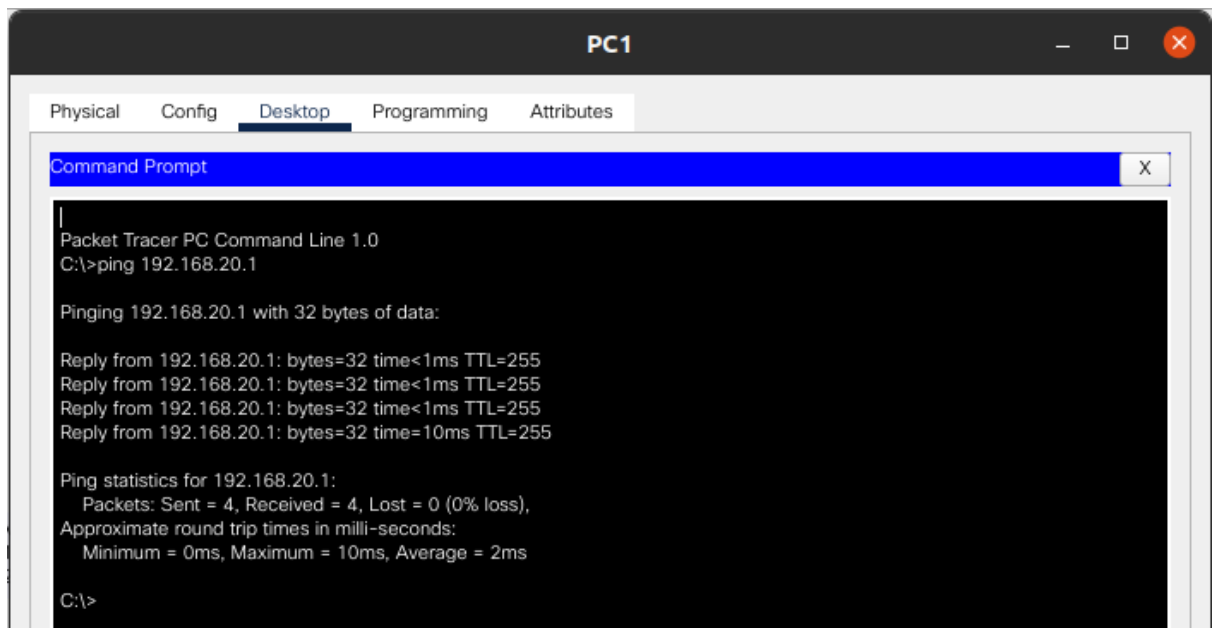 PC1
Physical Config Desktop Programming Attributes
Command Prompt X
Packet Tracer PC Command Line 1.0
C:\>ping 192.168.20.1
Pinging 192.168.20.1 with 32 bytes of data:
Reply from 192.168.20.1: bytes=32 time<1ms TTL=255
Reply from 192.168.20.1: bytes=32 time<1ms TTL=255
Reply from 192.168.20.1: bytes=32 time<1ms TTL=255
Reply from 192.168.20.1: bytes=32 time=10ms TTL=255
Ping statistics for 192.168.20.1:
Packets: Sent = 4, Received = 4, Lost = 0 (0% loss),
Approximate round trip times in milli-seconds:
Minimum = 0ms, Maximum = 10ms, Average = 2ms
C:\>